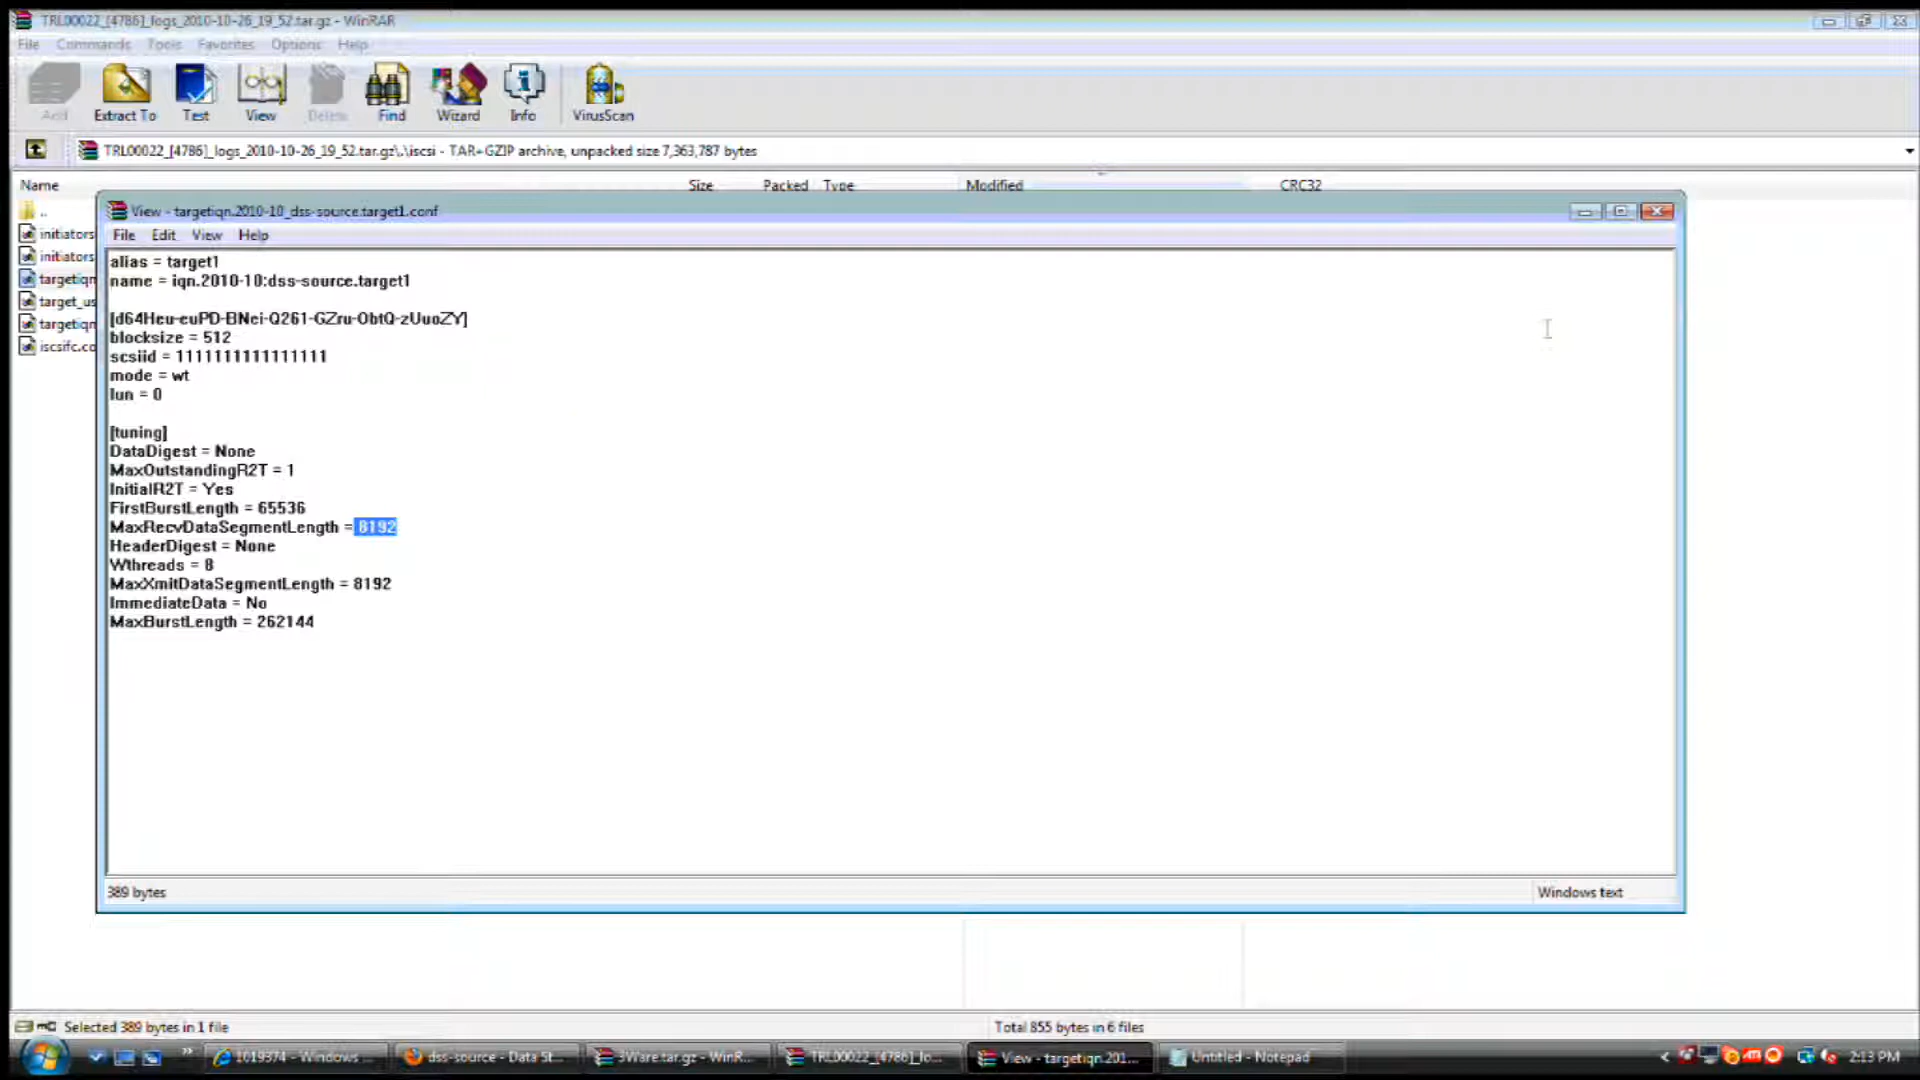 TRL00022_[4786]_logs_2010-10-26_19_52.tar.gz - WinRAR
File Commands Tools Favorites Options Help
Add Extract To Test View Delete Find Wizard Info VirusScan
TRL00022_[4786]_logs_2010-10-26_19_52.tar.gz\.\iscsi - TAR+GZIP archive, unpacked size 7,363,787 bytes
Name Size Packed Type Modified CRC32
..
initiators
initiators
targetiqn
target_us
targetiqn
iscsifc.co
View - targetiqn.2010-10_dss-source.target1.conf
File Edit View Help
alias = target1
name = iqn.2010-10:dss-source.target1
[d64Heu-euPD-BNei-Q261-GZru-ObtQ-zUuoZY]
blocksize = 512
scsiid = 1111111111111111
mode = wt
lun = 0
[tuning]
DataDigest = None
MaxOutstandingR2T = 1
InitialR2T = Yes
FirstBurstLength = 65536
MaxRecvDataSegmentLength = 8192
HeaderDigest = None
Wthreads = 8
MaxXmitDataSegmentLength = 8192
ImmediateData = No
MaxBurstLength = 262144
389 bytes Windows text
Selected 389 bytes in 1 file Total 855 bytes in 6 files
1019374 - Windows ... dss-source - Data St... 3Ware.tar.gz - WinR... TRL00022_[4786]_lo... View - targetiqn.201... Untitled - Notepad 2:13 PM